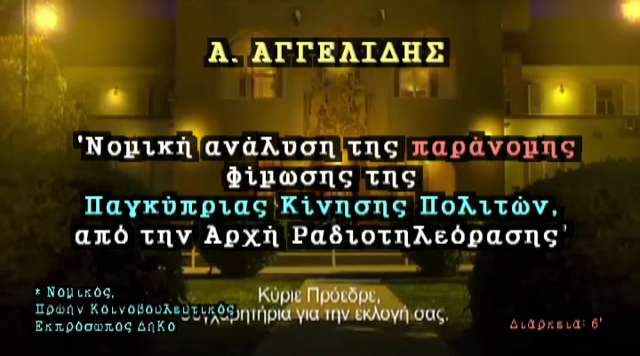 Α. ΑΓΓΕΛΙΔΗΣ
'Νομική ανάλυση της παράνομης
Φίμωσης της
Παγκύπριας Κίνησης Πολιτών,
από την Αρχή Ραδιοτηλεόρασης'
* Νομικός,
Πρώην Κοινοβουλευτικός
Εκπρόσωπος ΔηΚο
Κύριε Πρόεδρε,
συγχαρητήρια για την εκλογή σας.
Διάρκεια: 6'